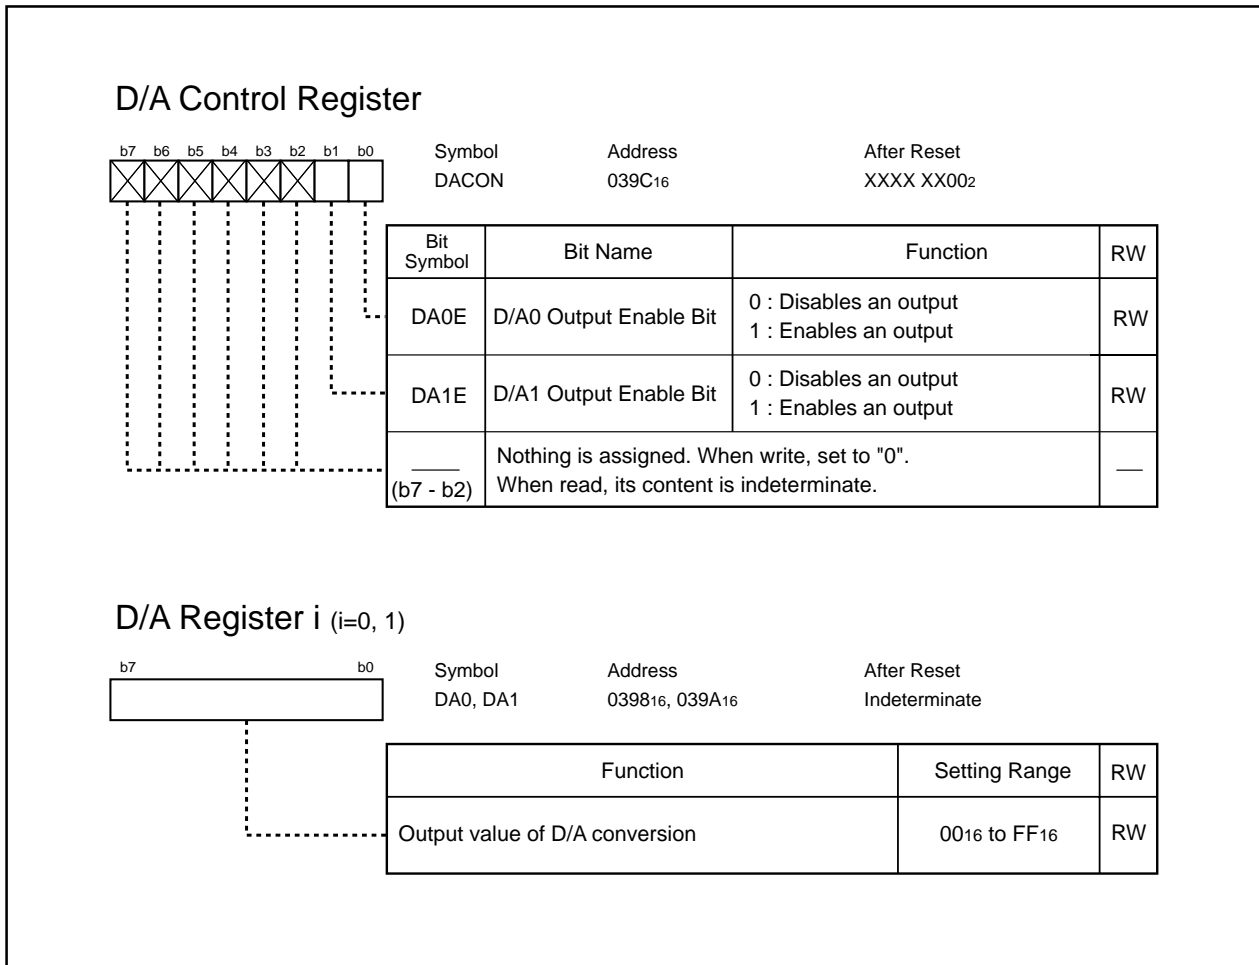 D/A Control Register
b7 b6 b5 b4 b3 b2 b1 b0
Symbol Address After Reset
DACON 039C16 XXXX XX002
Bit Symbol Bit Name Function RW
DA0E D/A0 Output Enable Bit 0 : Disables an output
1 : Enables an output RW
DA1E D/A1 Output Enable Bit 0 : Disables an output
1 : Enables an output RW
(b7 - b2) Nothing is assigned. When write, set to "0".
When read, its content is indeterminate. —
D/A Register i (i=0, 1)
b7 b0
Symbol Address After Reset
DA0, DA1 039816, 039A16 Indeterminate
Function Setting Range RW
Output value of D/A conversion 0016 to FF16 RW